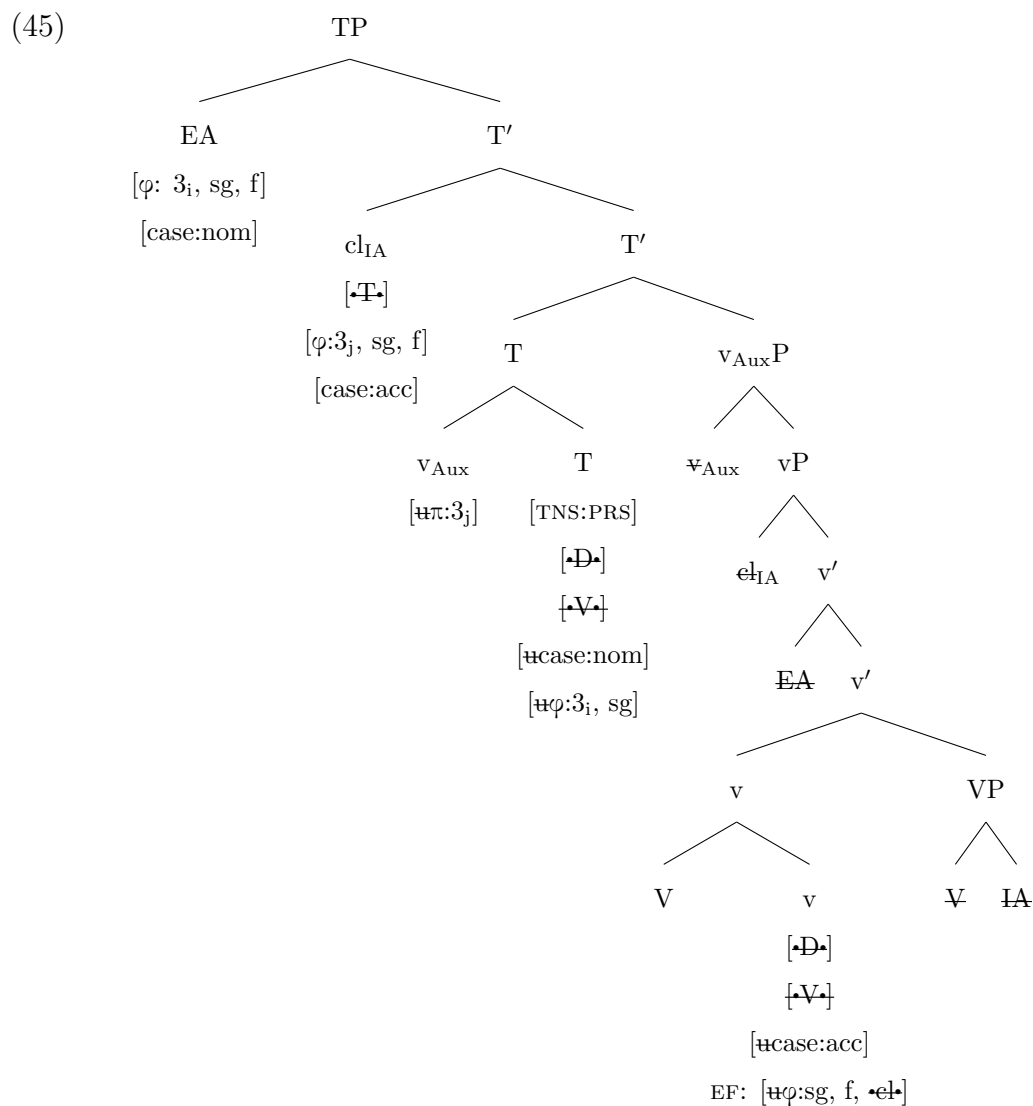 (45)
TP
EA T′
[φ: 3i, sg, f]
[case:nom]
clIA T′
[•T•]
[φ:3j, sg, f]
[case:acc]
T vAuxP
vAux T vAux vP
[uπ:3j] [TNS:PRS]
[•D•] clIA v′
[•V•]
[ucase:nom] EA v′
[uφ:3i, sg]
v VP
V v V IA
[•D•]
[•V•]
[ucase:acc]
EF: [uφ:sg, f, •cl•]